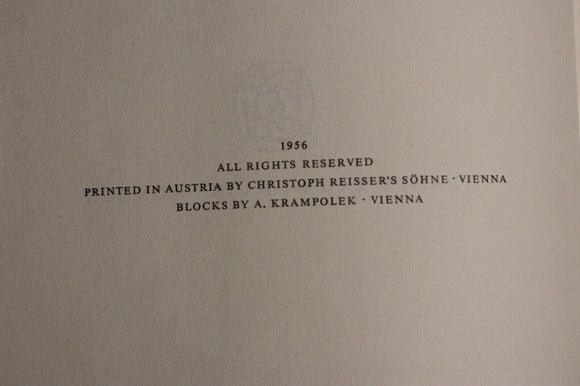 1956
ALL RIGHTS RESERVED
PRINTED IN AUSTRIA BY CHRISTOPH REISSER'S SÖHNE · VIENNA
BLOCKS BY A. KRAMPOLEK · VIENNA